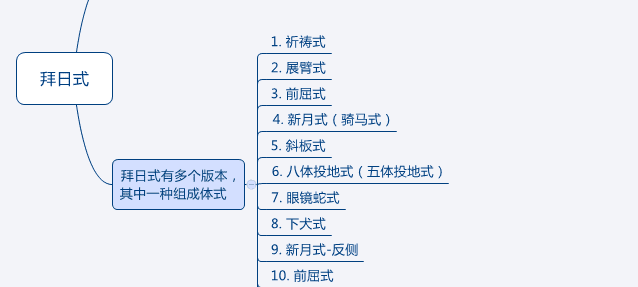 拜日式
拜日式有多个版本，
其中一种组成体式
1. 祈祷式
2. 展臂式
3. 前屈式
4. 新月式（骑马式）
5. 斜板式
6. 八体投地式（五体投地式）
7. 眼镜蛇式
8. 下犬式
9. 新月式-反侧
10. 前屈式